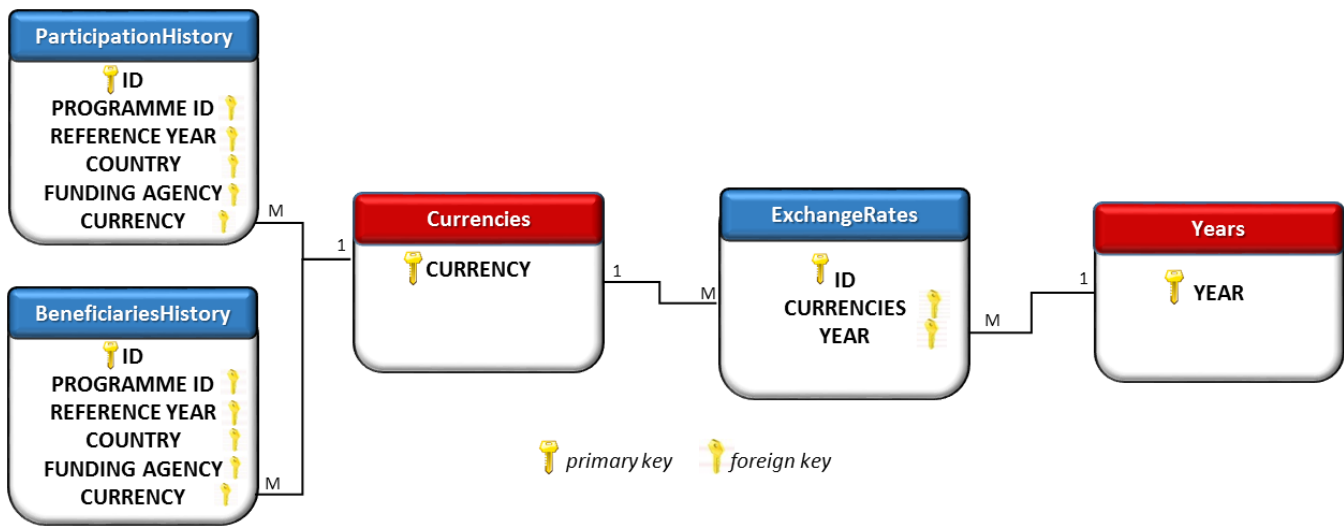 ParticipationHistory
ID
PROGRAMME ID
REFERENCE YEAR
COUNTRY
FUNDING AGENCY
CURRENCY
M
BeneficiariesHistory
ID
PROGRAMME ID
REFERENCE YEAR
COUNTRY
FUNDING AGENCY
CURRENCY
M
1
Currencies
CURRENCY
1
M
ExchangeRates
ID
CURRENCIES
YEAR
M
1
Years
YEAR
primary key
foreign key